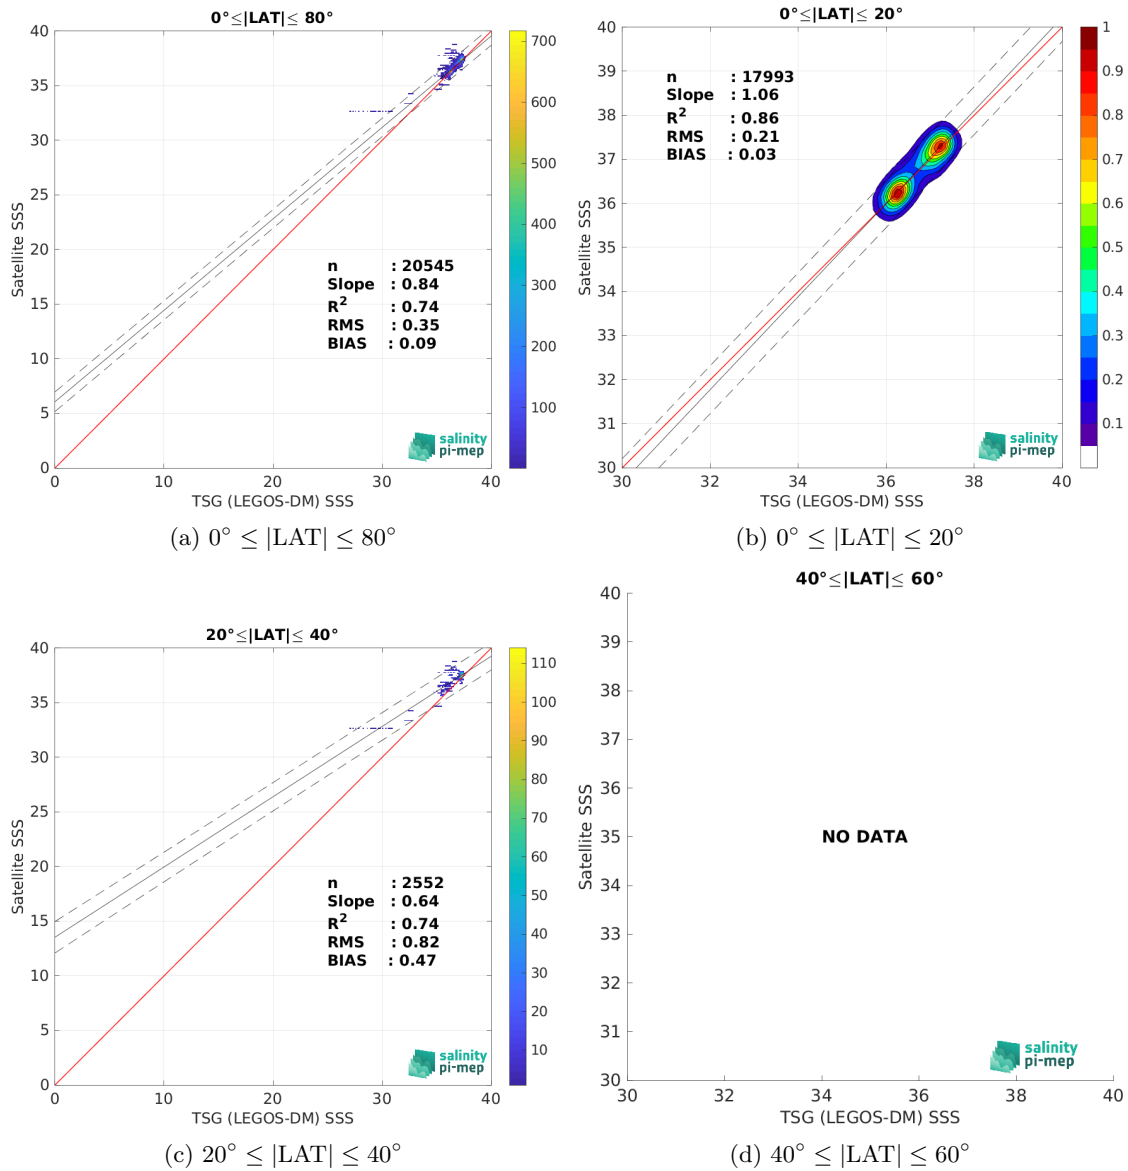 0°≤|LAT|≤ 80°
40
35
30
25
20
15
10
5
0
Satellite SSS
n : 20545
Slope : 0.84
R2 : 0.74
RMS : 0.35
BIAS : 0.09
salinity
pi-mep
0 10 20 30 40
TSG (LEGOS-DM) SSS
700
600
500
400
300
200
100
(a) 0° ≤ |LAT| ≤ 80°
0°≤|LAT|≤ 20°
40
39
38
37
36
35
34
33
32
31
30
Satellite SSS
n : 17993
Slope : 1.06
R2 : 0.86
RMS : 0.21
BIAS : 0.03
salinity
pi-mep
30 32 34 36 38 40
TSG (LEGOS-DM) SSS
1
0.9
0.8
0.7
0.6
0.5
0.4
0.3
0.2
0.1
(b) 0° ≤ |LAT| ≤ 20°
20°≤|LAT|≤ 40°
40
35
30
25
20
15
10
5
0
Satellite SSS
n : 2552
Slope : 0.64
R2 : 0.74
RMS : 0.82
BIAS : 0.47
salinity
pi-mep
0 10 20 30 40
TSG (LEGOS-DM) SSS
110
100
90
80
70
60
50
40
30
20
10
(c) 20° ≤ |LAT| ≤ 40°
40°≤|LAT|≤ 60°
40
39
38
37
36
35
34
33
32
31
30
Satellite SSS
NO DATA
salinity
pi-mep
30 32 34 36 38 40
TSG (LEGOS-DM) SSS
(d) 40° ≤ |LAT| ≤ 60°